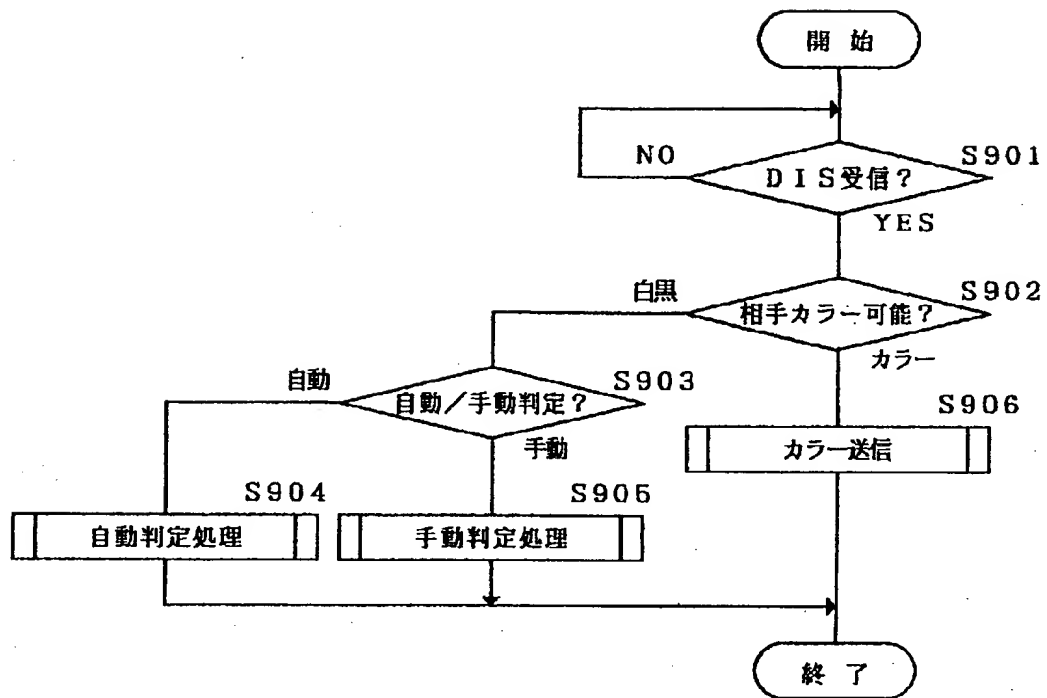 開始
NO
S901
DIS受信?
YES
白黒
S902
相手カラー可能?
カラー
自動
S903
自動/手動判定?
手動
S906
カラー送信
S904
自動判定処理
S905
手動判定処理
終了